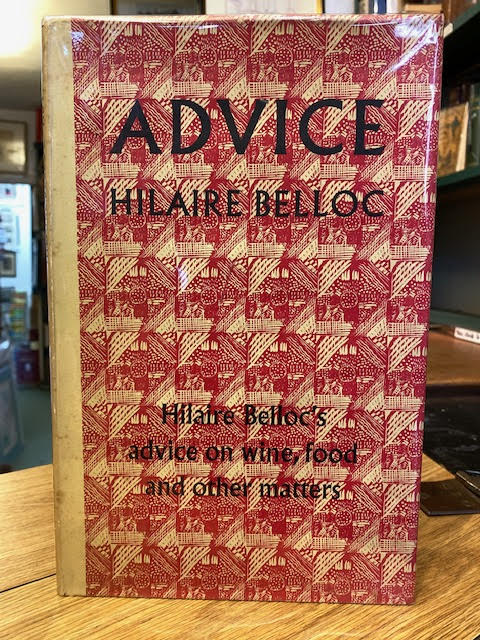 ADVICE
HILAIRE BELLOC
Hilaire Belloc's
advice on wine, food
and other matters